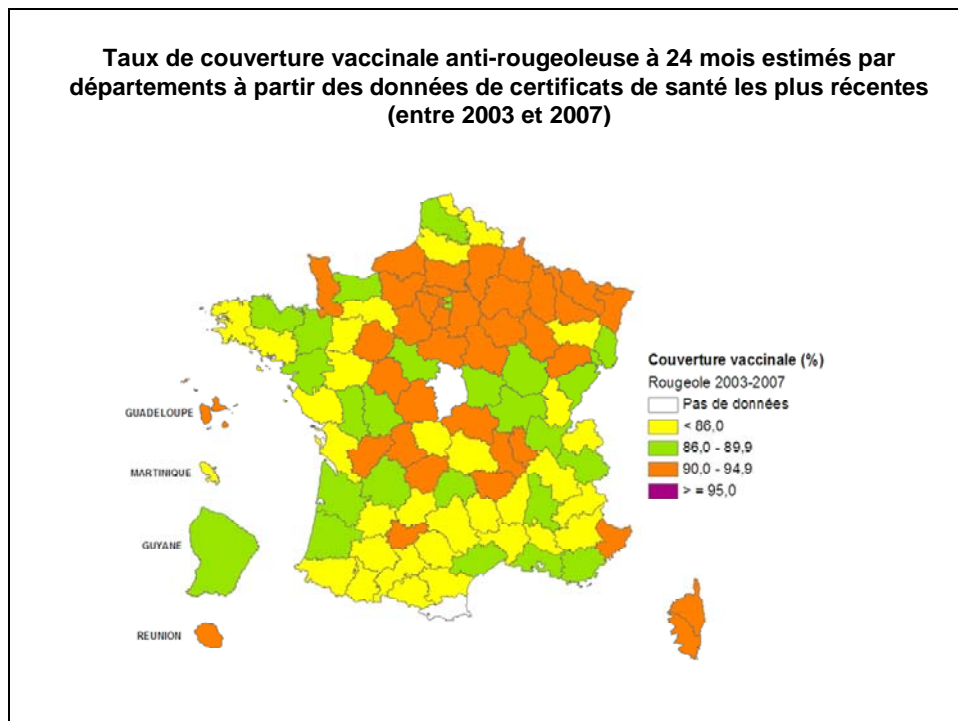 Taux de couverture vaccinale anti-rougeoleuse à 24 mois estimés par
départements à partir des données de certificats de santé les plus récentes
(entre 2003 et 2007)
Couverture vaccinale (%)
Rougeole 2003-2007
Pas de données
< 86,0
86,0 - 89,9
90,0 - 94,9
> = 95,0
GUADELOUPE
MARTINIQUE
GUYANE
REUNION